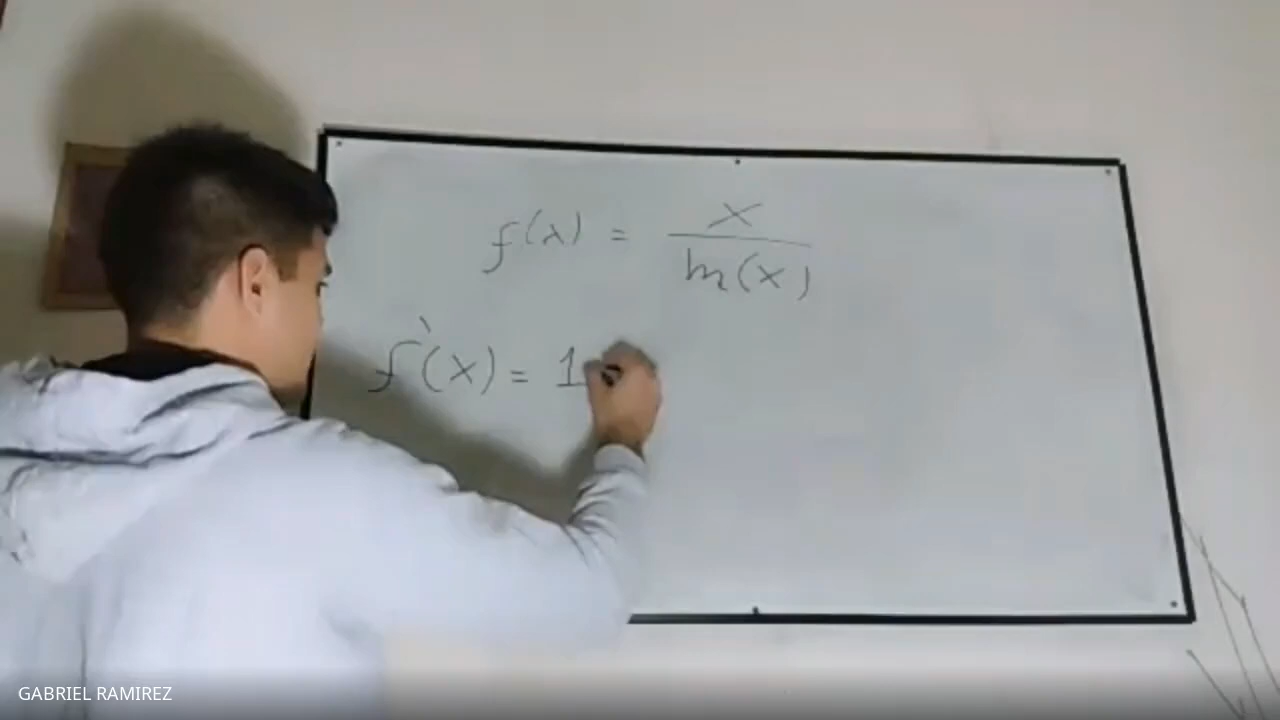 f(x) = x / ln(x)
f'(x) = 1
GABRIEL RAMIREZ